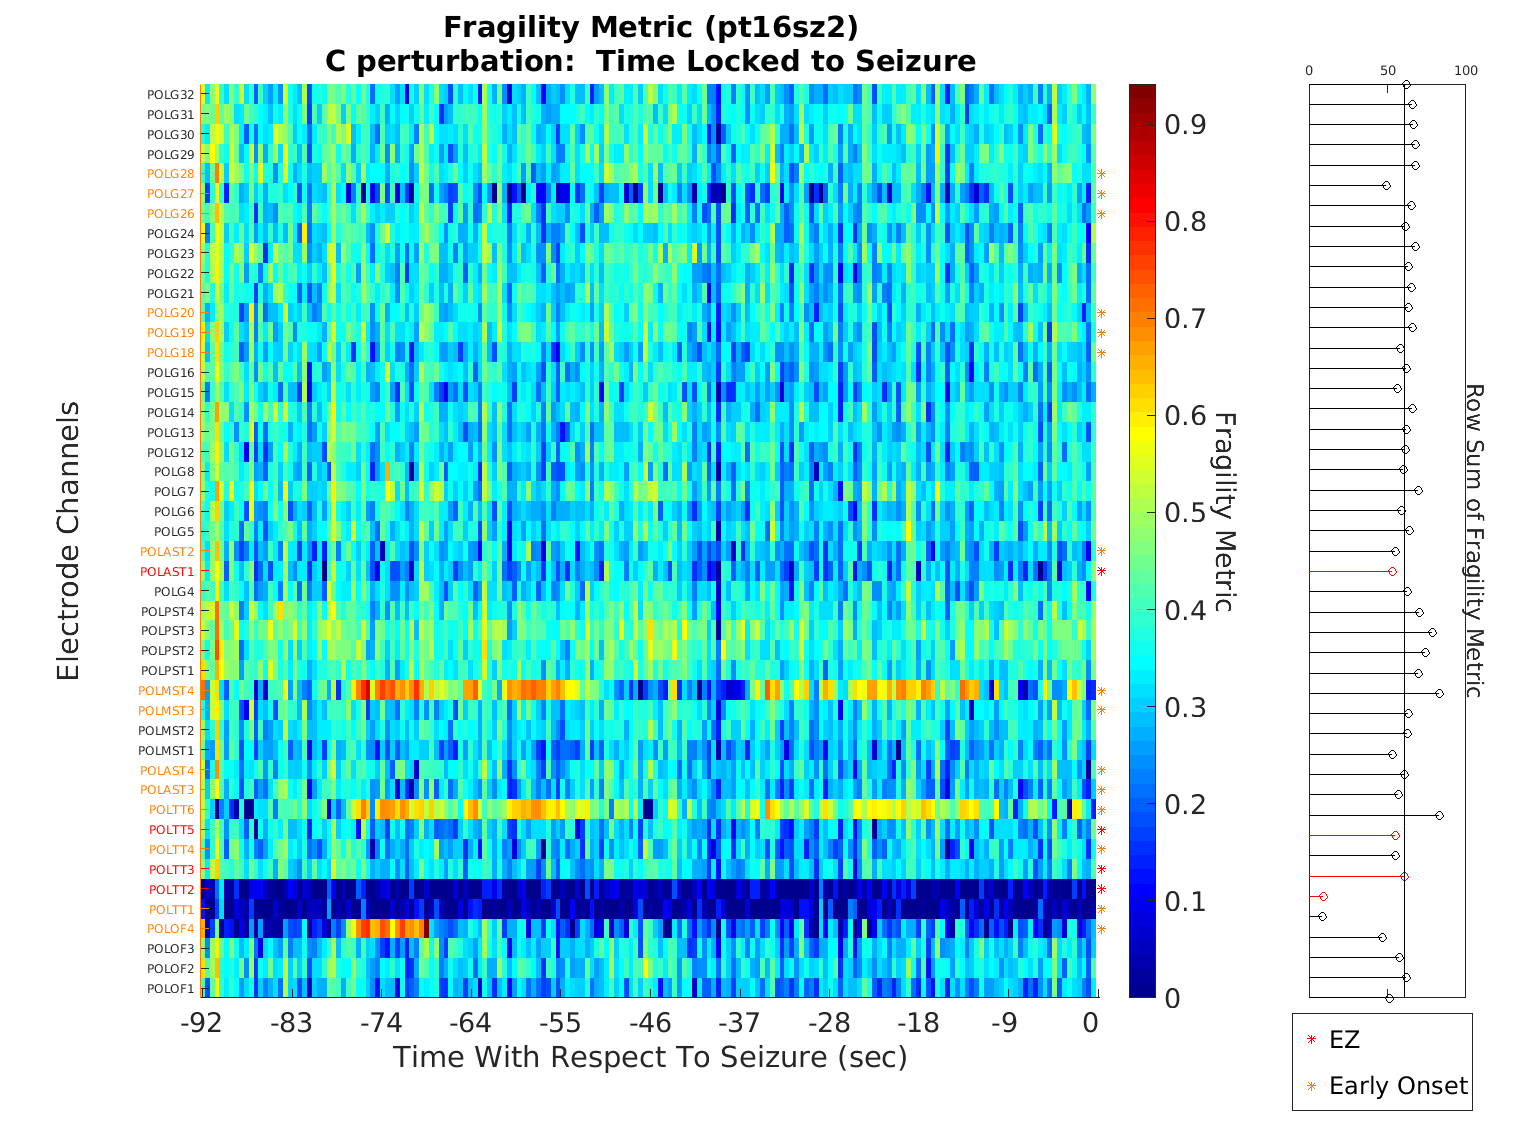 Fragility Metric (pt16sz2)
C perturbation:  Time Locked to Seizure
Electrode Channels
POLG32
POLG31
POLG30
POLG29
POLG28
POLG27
POLG26
POLG24
POLG23
POLG22
POLG21
POLG20
POLG19
POLG18
POLG16
POLG15
POLG14
POLG13
POLG12
POLG8
POLG7
POLG6
POLG5
POLAST2
POLAST1
POLG4
POLPST4
POLPST3
POLPST2
POLPST1
POLMST4
POLMST3
POLMST2
POLMST1
POLAST4
POLAST3
POLTT6
POLTT5
POLTT4
POLTT3
POLTT2
POLTT1
POLOF4
POLOF3
POLOF2
POLOF1
-92 -83 -74 -64 -55 -46 -37 -28 -18 -9 0
Time With Respect To Seizure (sec)
0.9
0.8
0.7
0.6
0.5
0.4
0.3
0.2
0.1
0
Fragility Metric
0 50 100
Row Sum of Fragility Metric
EZ
Early Onset